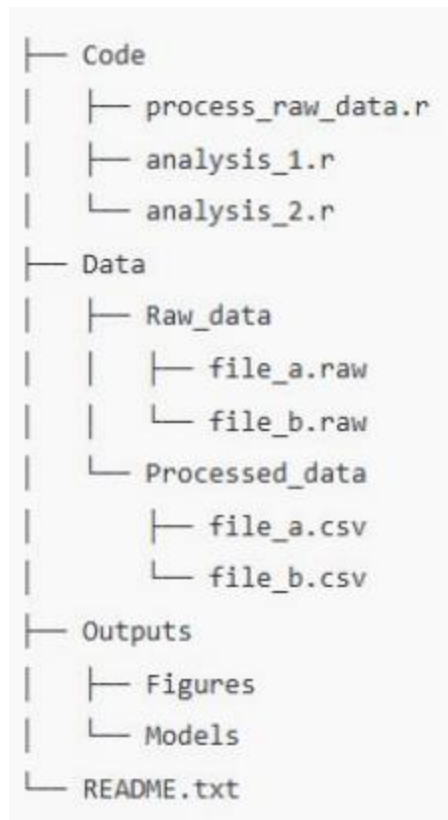 ├── Code
│   ├── process_raw_data.r
│   ├── analysis_1.r
│   └── analysis_2.r
├── Data
│   ├── Raw_data
│   │   ├── file_a.raw
│   │   └── file_b.raw
│   └── Processed_data
│       ├── file_a.csv
│       └── file_b.csv
├── Outputs
│   ├── Figures
│   └── Models
└── README.txt